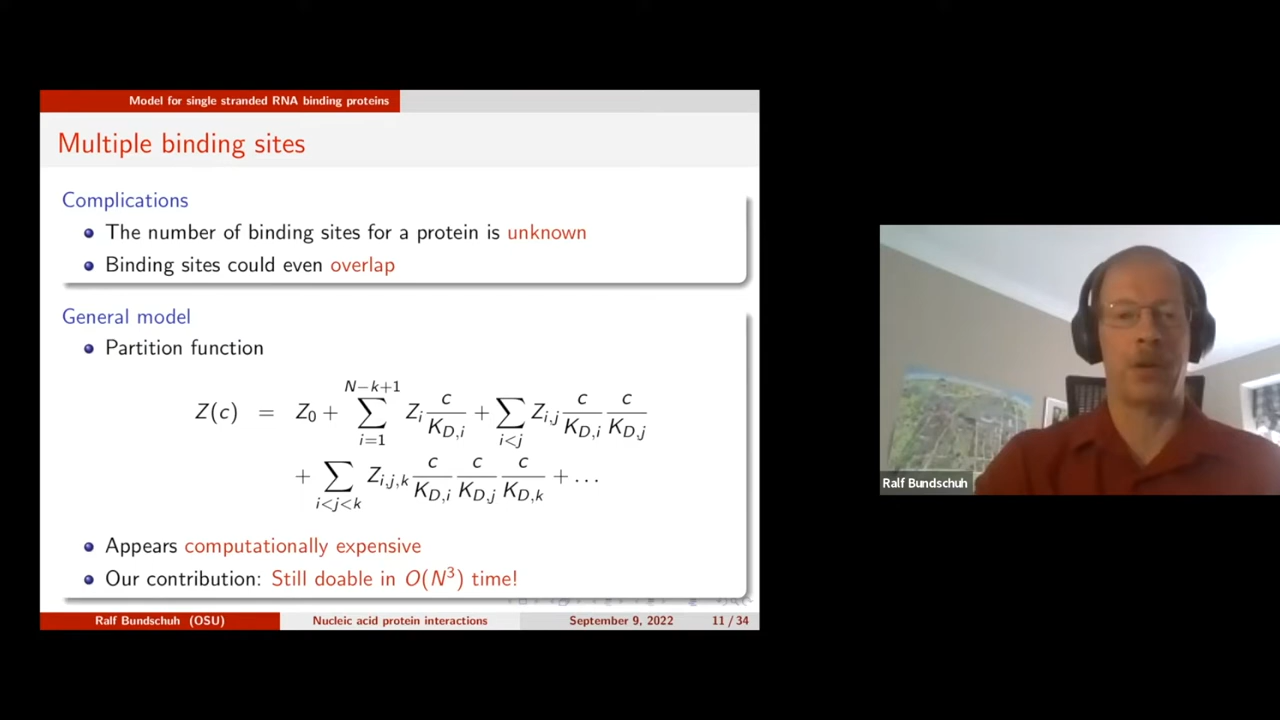 Model for single stranded RNA binding proteins
Multiple binding sites
Complications
The number of binding sites for a protein is unknown
Binding sites could even overlap
General model
Partition function
Z(c) = Z_0 + \sum_{i=1}^{N-k+1} Z_i \frac{c}{K_{D,i}} + \sum_{i<j} Z_{i,j} \frac{c}{K_{D,i}} \frac{c}{K_{D,j}}
+ \sum_{i<j<k} Z_{i,j,k} \frac{c}{K_{D,i}} \frac{c}{K_{D,j}} \frac{c}{K_{D,k}} + ...
Appears computationally expensive
Our contribution: Still doable in O(N^3) time!
Ralf Bundschuh (OSU) Nucleic acid protein interactions September 9, 2022 11 / 34
Ralf Bundschuh